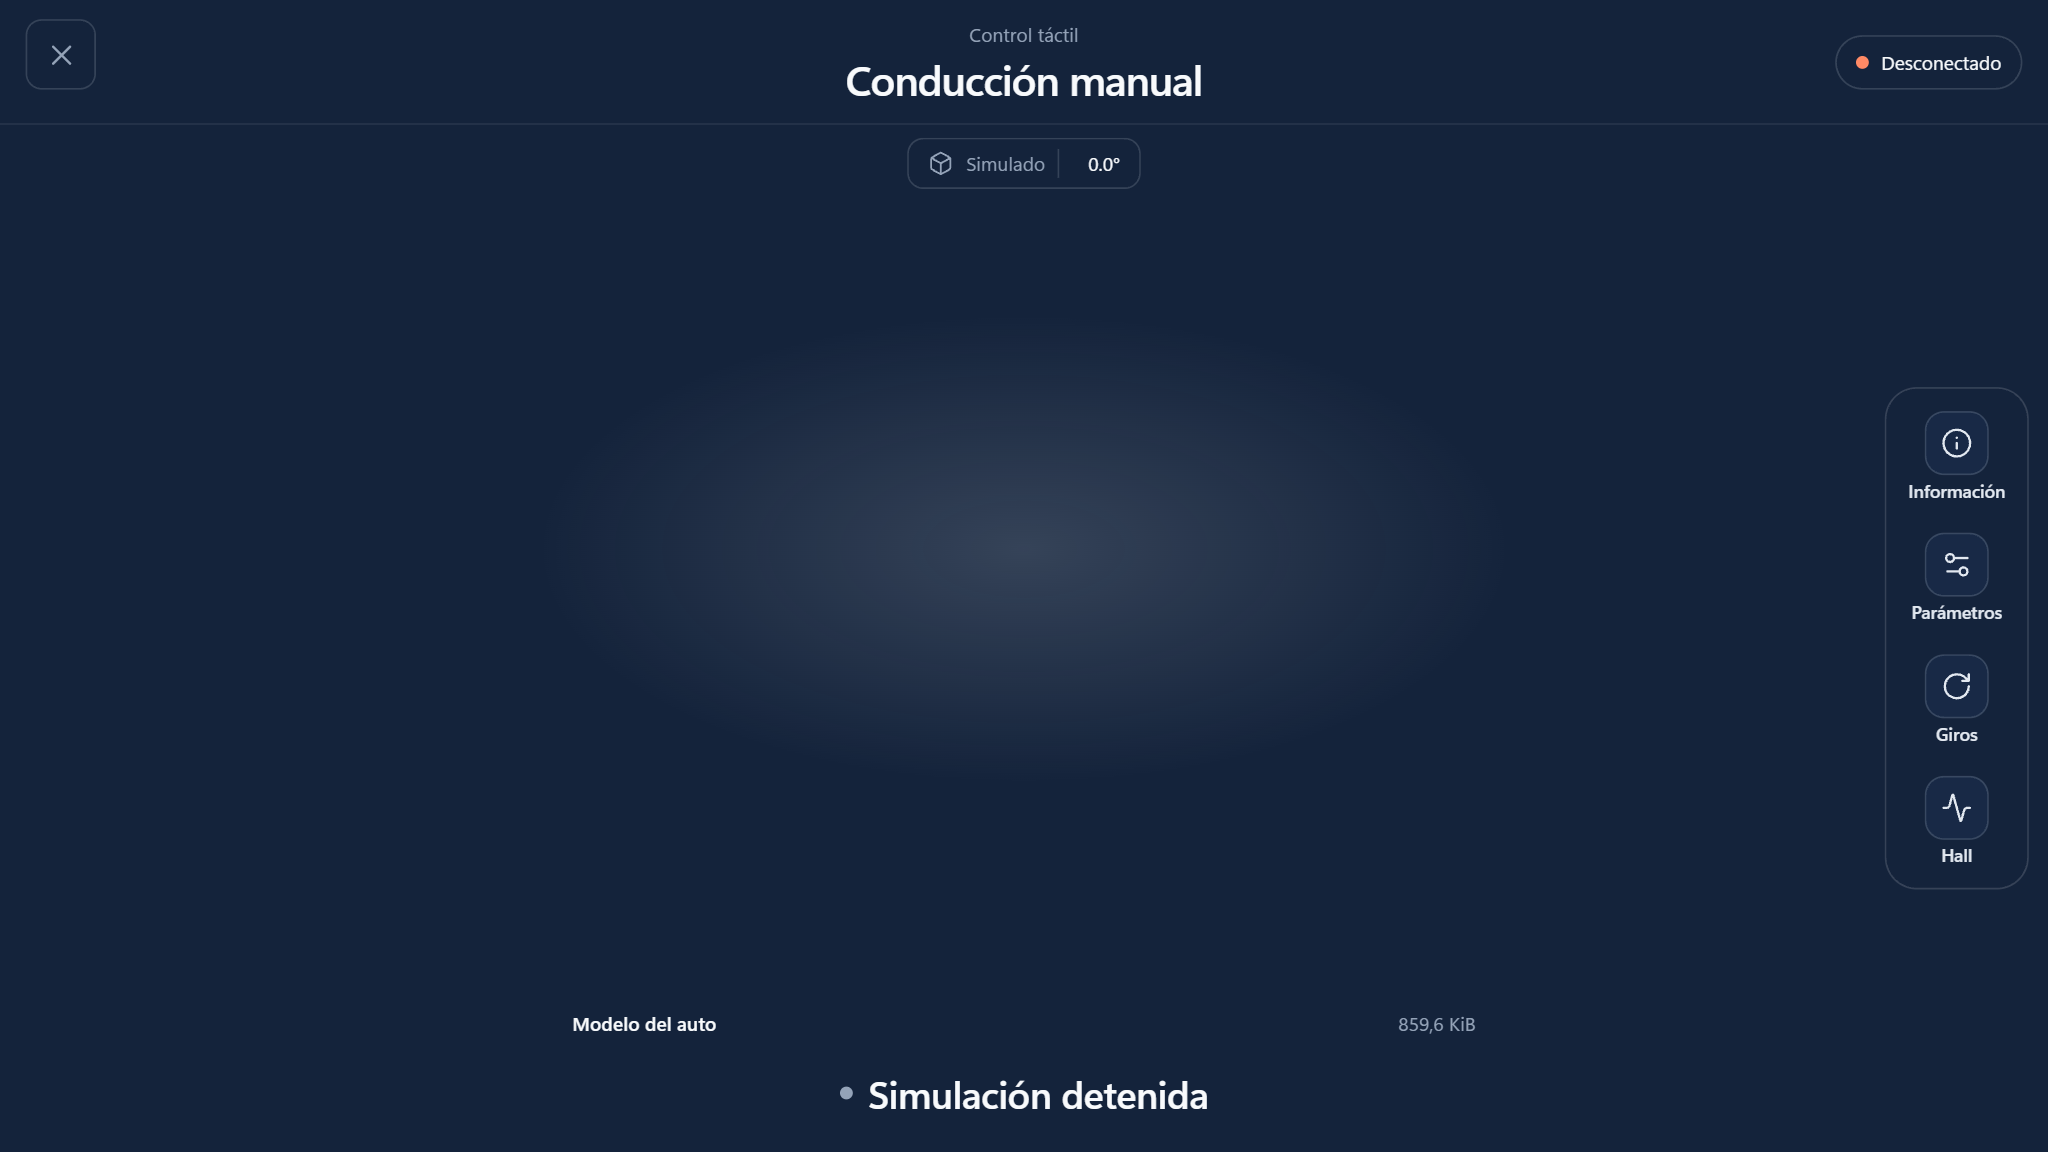 Control táctil
Conducción manual
Desconectado
Simulado 0.0°
Información
Parámetros
Giros
Hall
Modelo del auto 859,6 KiB
Simulación detenida